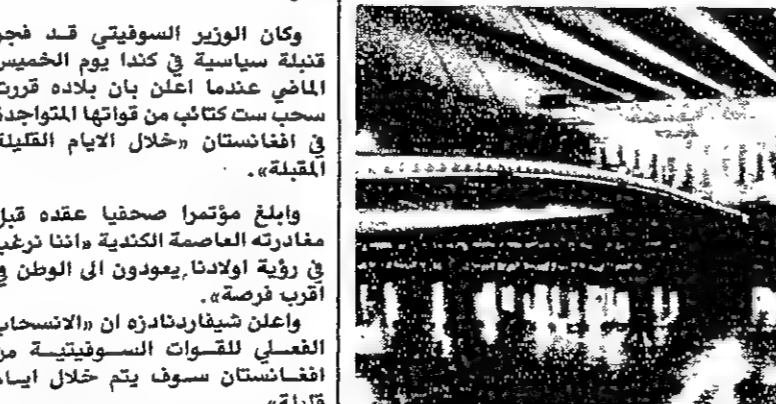 وكان الوزير السوفيتي قد فجر
قنبلة سياسية في كندا يوم الخميس
الماضي عندما اعلن بان بلاده قررت
سحب ست كتائب من قواتها المتواجدة
في افغانستان «خلال الايام القليلة
المقبلة».
وابلغ مؤتمرا صحفيا عقده قبل
مغادرته العاصمة الكندية «اننا نرغب
في رؤية اولادنا يعودون الى الوطن في
اقرب فرصة».
واعلن شيفاردنادزه ان «الانسحاب
الفعلي للقوات السوفيتية من
افغانستان سوف يتم خلال ايام
قليلة»